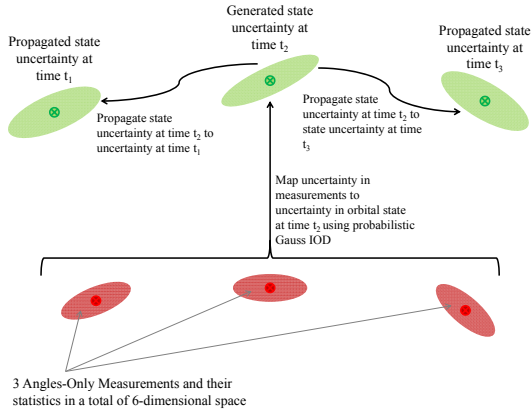 Generated state
uncertainty at
time t₂
Propagated state
uncertainty at
time t₁
Propagated state
uncertainty at
time t₃
Propagate state
uncertainty at time t₂ to
uncertainty at time t₁
Propagate state
uncertainty at time t₂ to
state uncertainty at time
t₃
Map uncertainty in
measurements to
uncertainty in orbital state
at time t₂ using probabilistic
Gauss IOD
3 Angles-Only Measurements and their
statistics in a total of 6-dimensional space